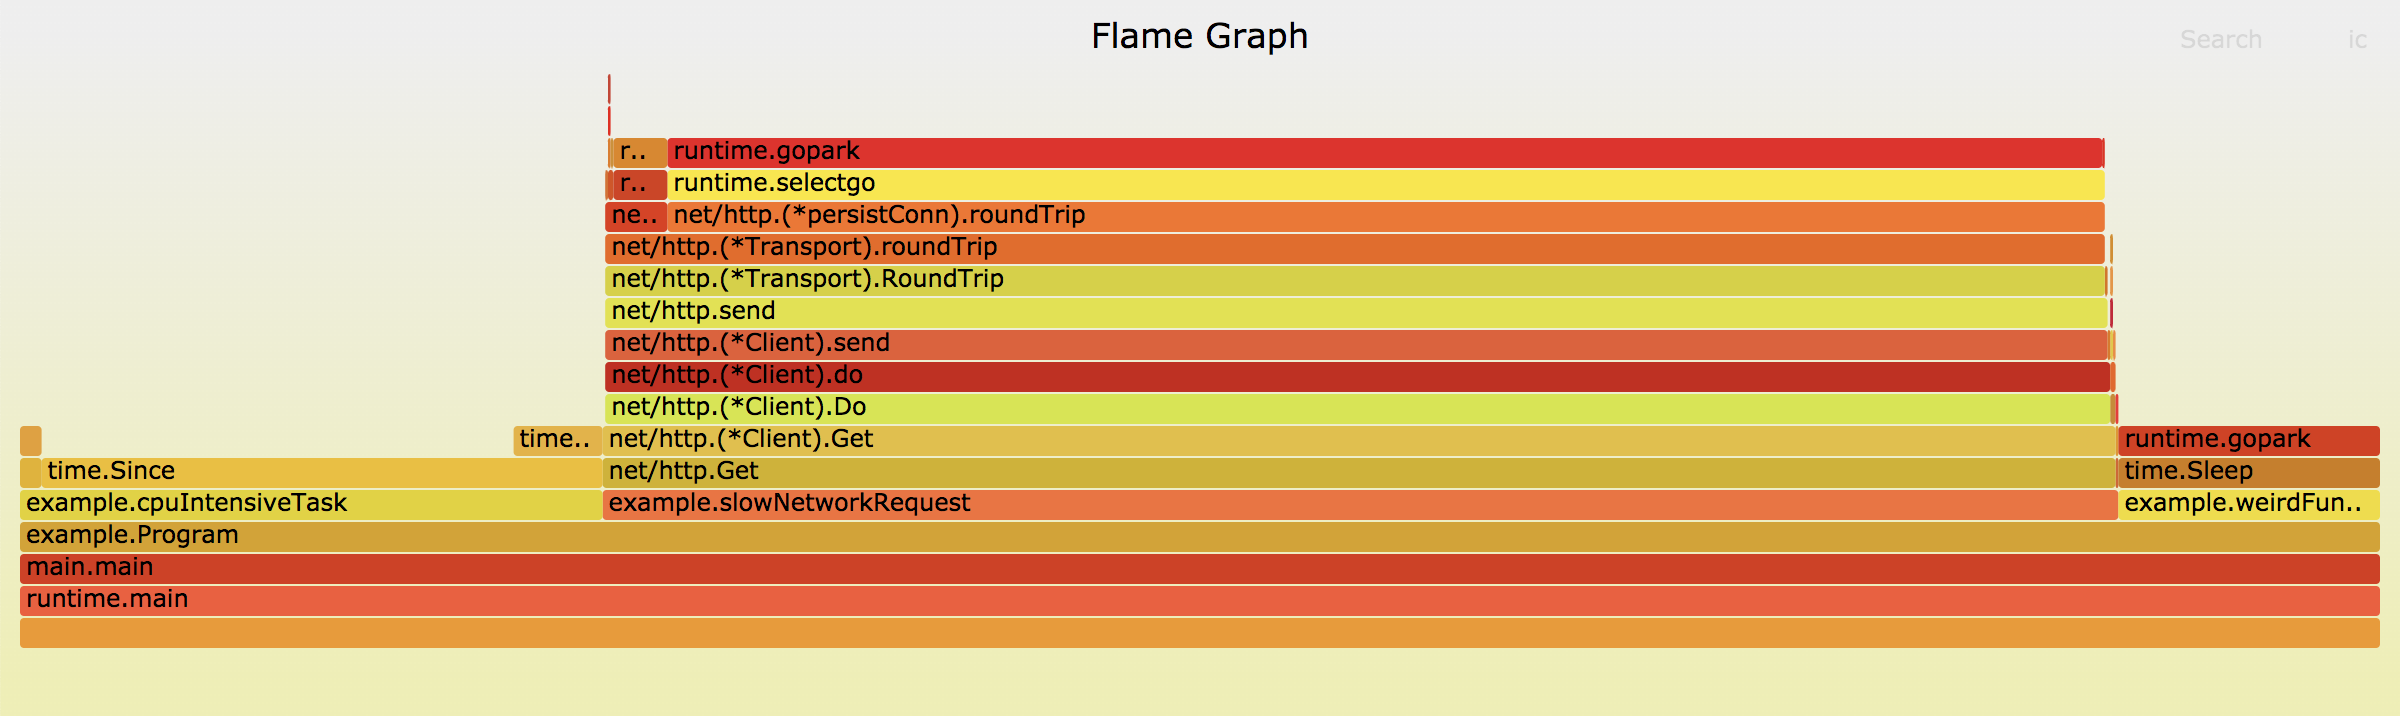 Flame Graph
Search
ic
r..
runtime.gopark
r..
runtime.selectgo
ne..
net/http.(*persistConn).roundTrip
net/http.(*Transport).roundTrip
net/http.(*Transport).RoundTrip
net/http.send
net/http.(*Client).send
net/http.(*Client).do
net/http.(*Client).Do
time..
net/http.(*Client).Get
runtime.gopark
time.Since
net/http.Get
time.Sleep
example.cpuIntensiveTask
example.slowNetworkRequest
example.weirdFun..
example.Program
main.main
runtime.main